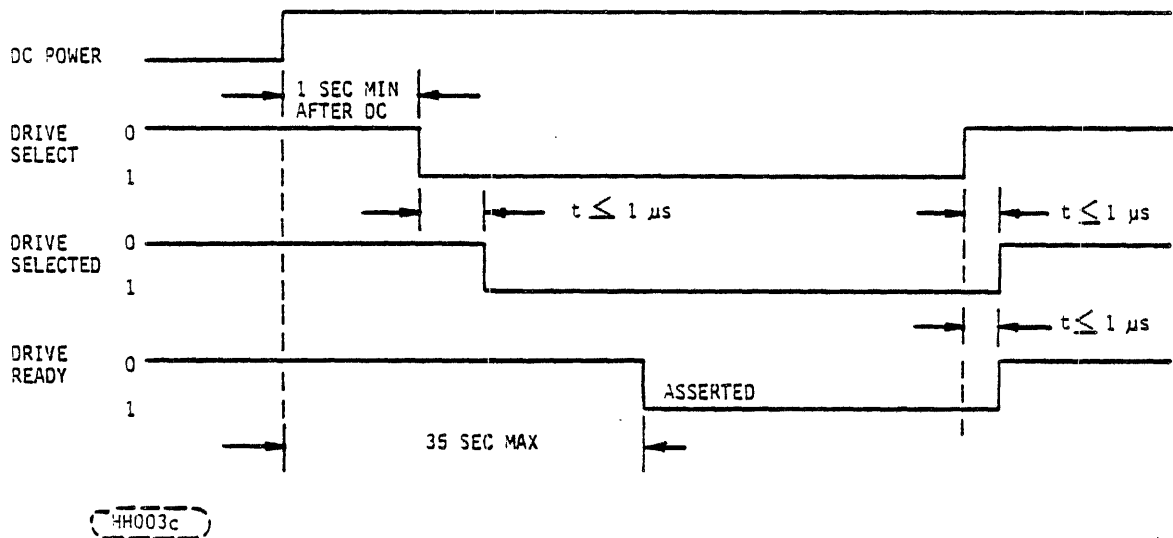 DC POWER
1 SEC MIN
AFTER DC
DRIVE
SELECT
0
1
t ≤ 1 µs
t ≤ 1 µs
DRIVE
SELECTED
0
1
t ≤ 1 µs
DRIVE
READY
0
1
ASSERTED
35 SEC MAX
HH003c